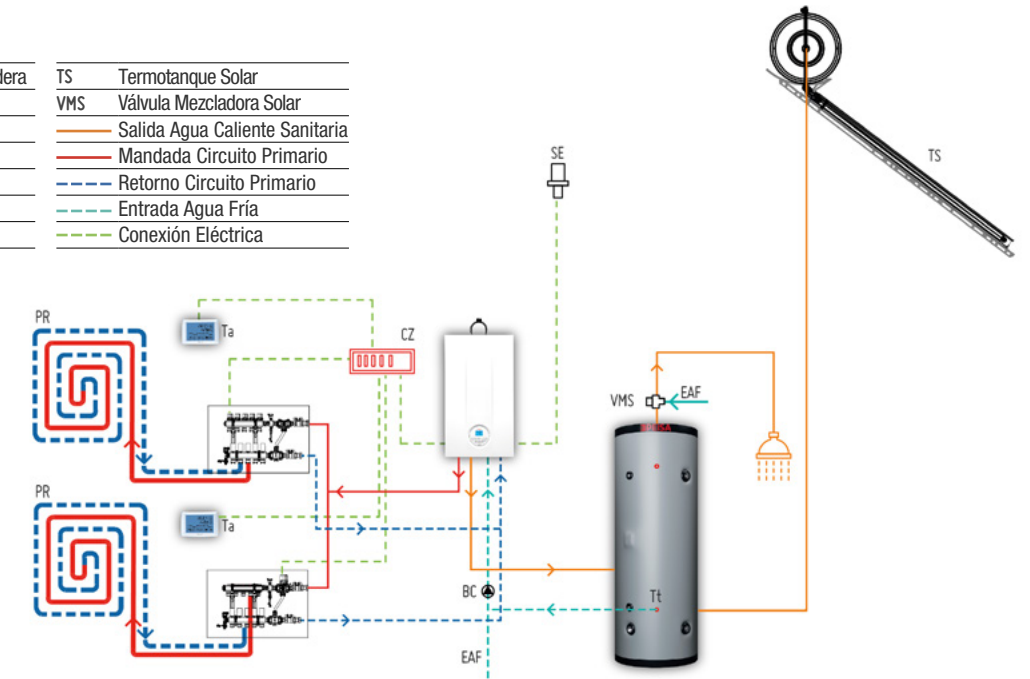 TS Termotanque Solar
VMS Válvula Mezcladora Solar
Salida Agua Caliente Sanitaria
Mandada Circuito Primario
Retorno Circuito Primario
Entrada Agua Fría
Conexión Eléctrica
SE
TS
PR
Ta
CZ
VMS
EAF
PR
Ta
BC
Tt
EAF